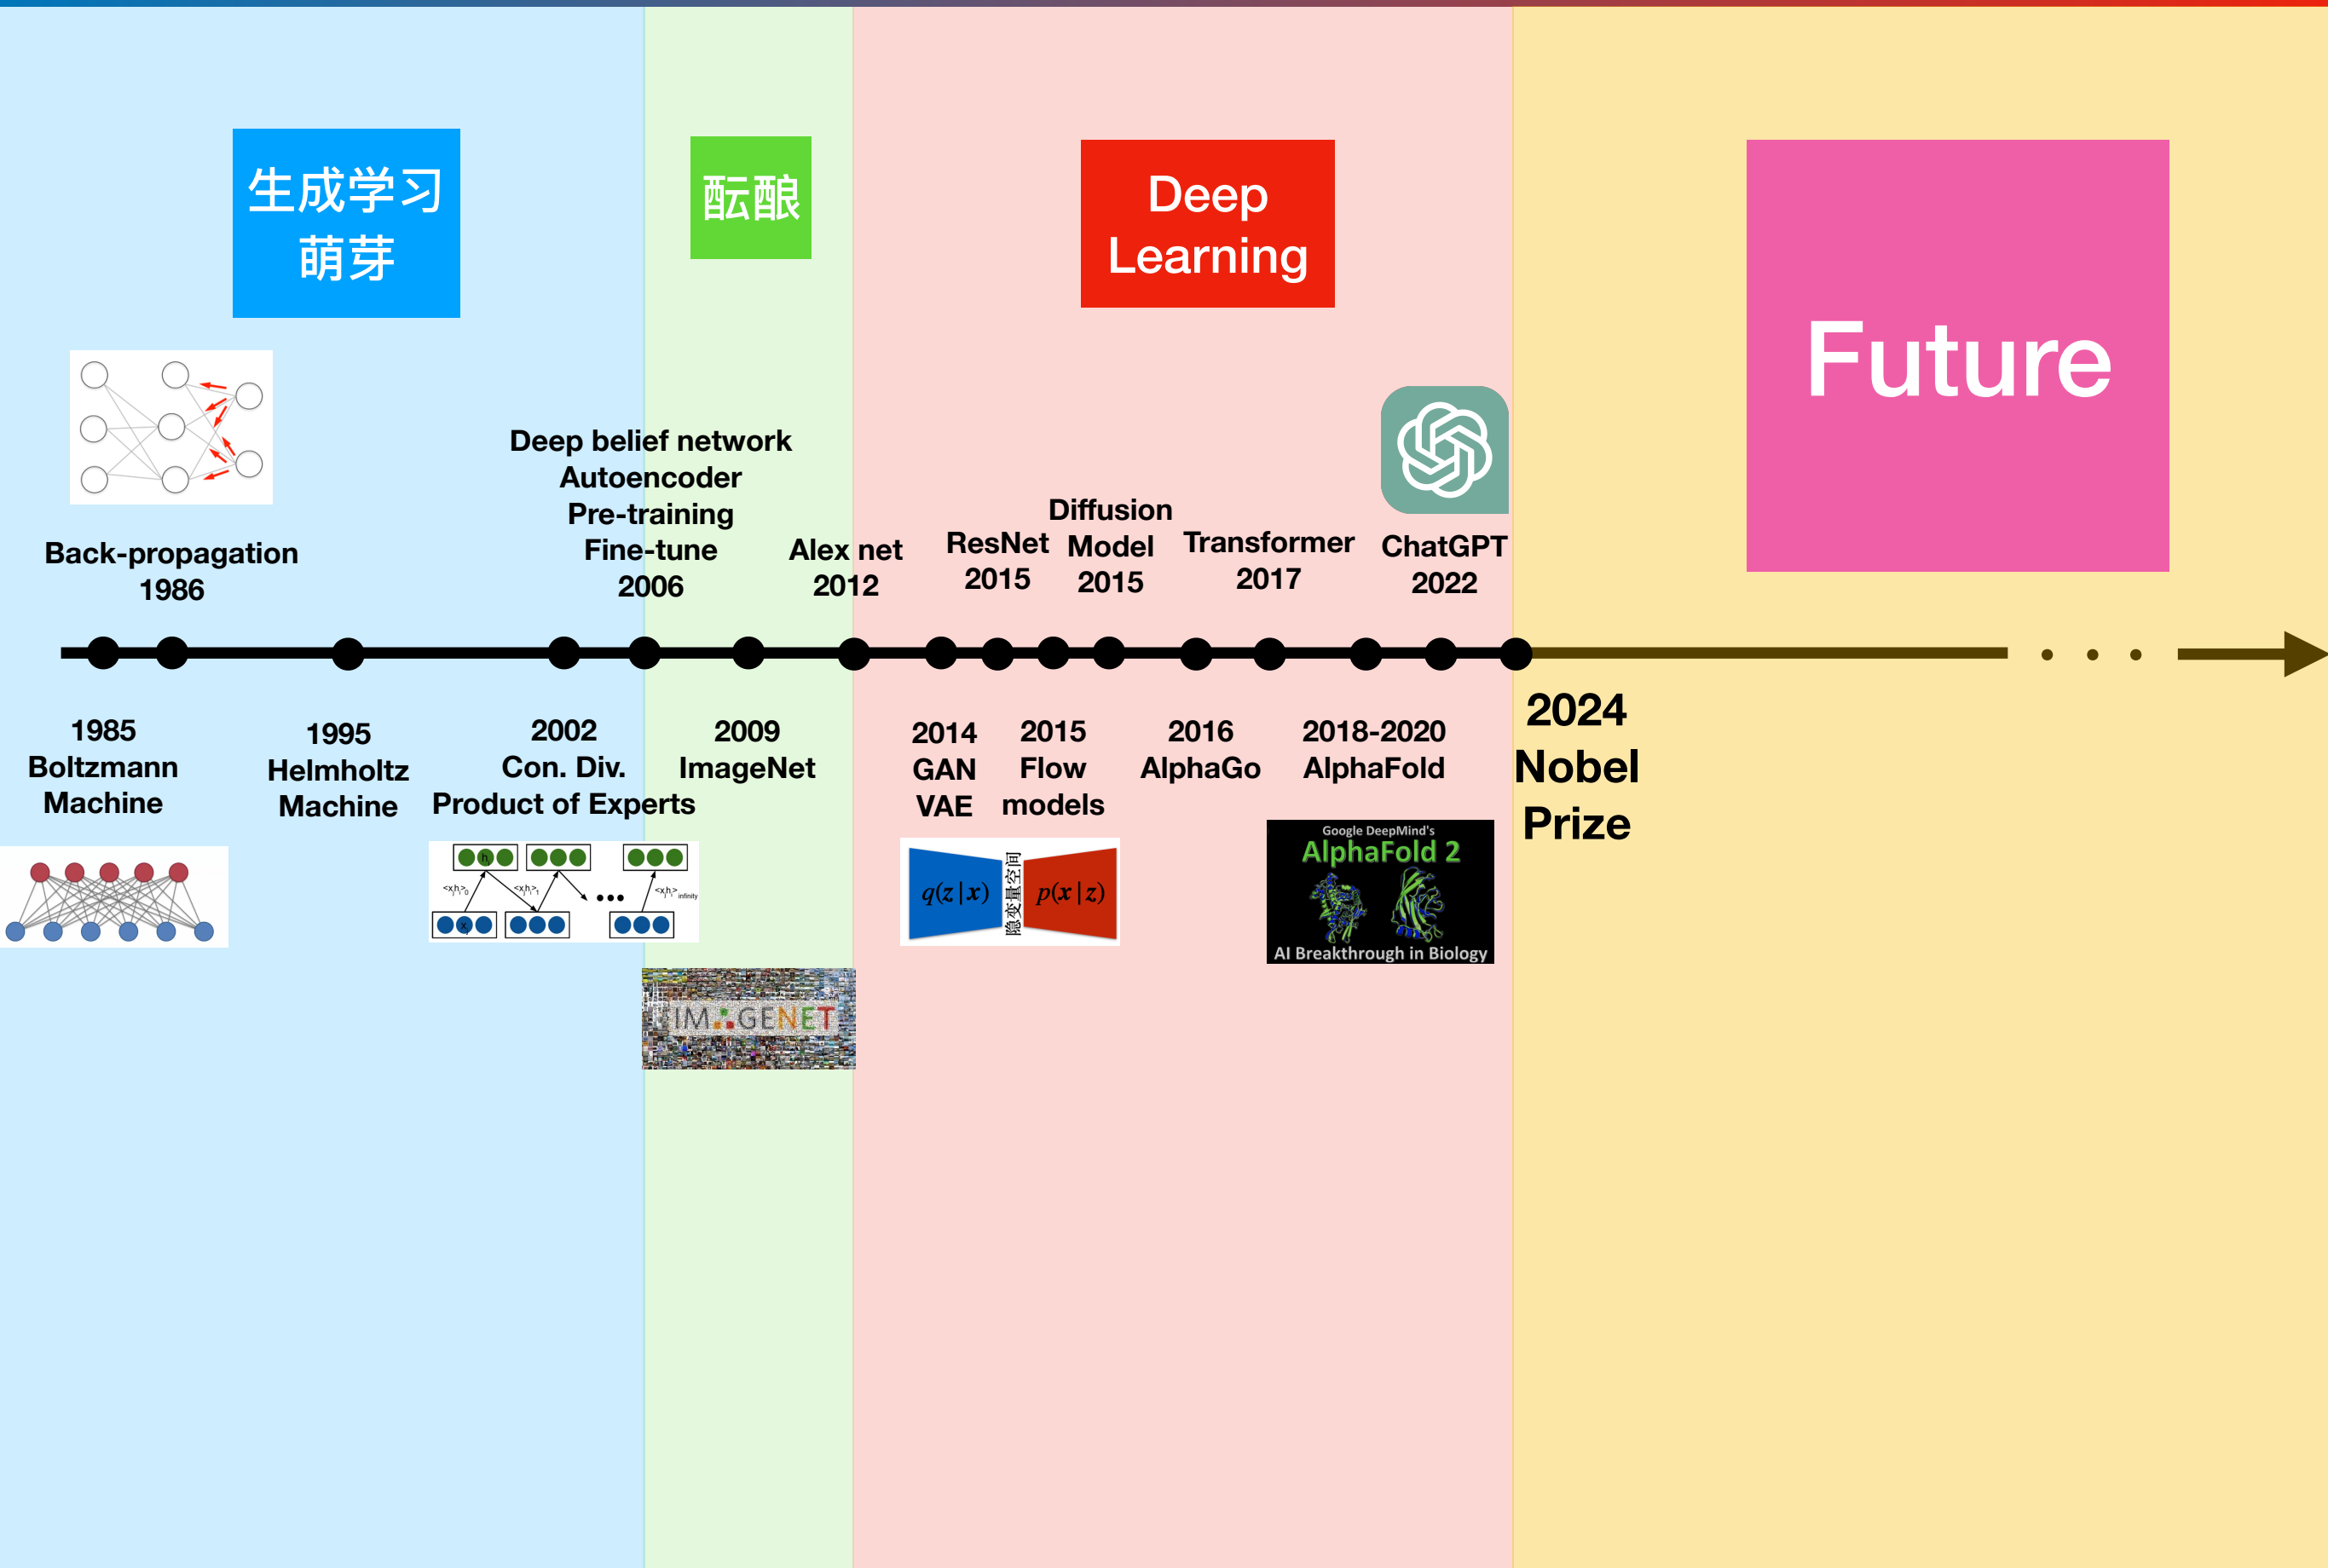 生成学习
萌芽
酝酿
Deep
Learning
Future
Back-propagation
1986
Deep belief network
Autoencoder
Pre-training
Fine-tune
2006
Alex net
2012
ResNet
2015
Diffusion
Model
2015
Transformer
2017
ChatGPT
2022
1985
Boltzmann
Machine
1995
Helmholtz
Machine
2002
Con. Div.
Product of Experts
2009
ImageNet
2014
GAN
VAE
2015
Flow
models
2016
AlphaGo
2018-2020
AlphaFold
2024
Nobel
Prize
q(z|x)
隐变量空间
p(x|z)
Google DeepMind's
AlphaFold 2
AI Breakthrough in Biology
IMAGENET